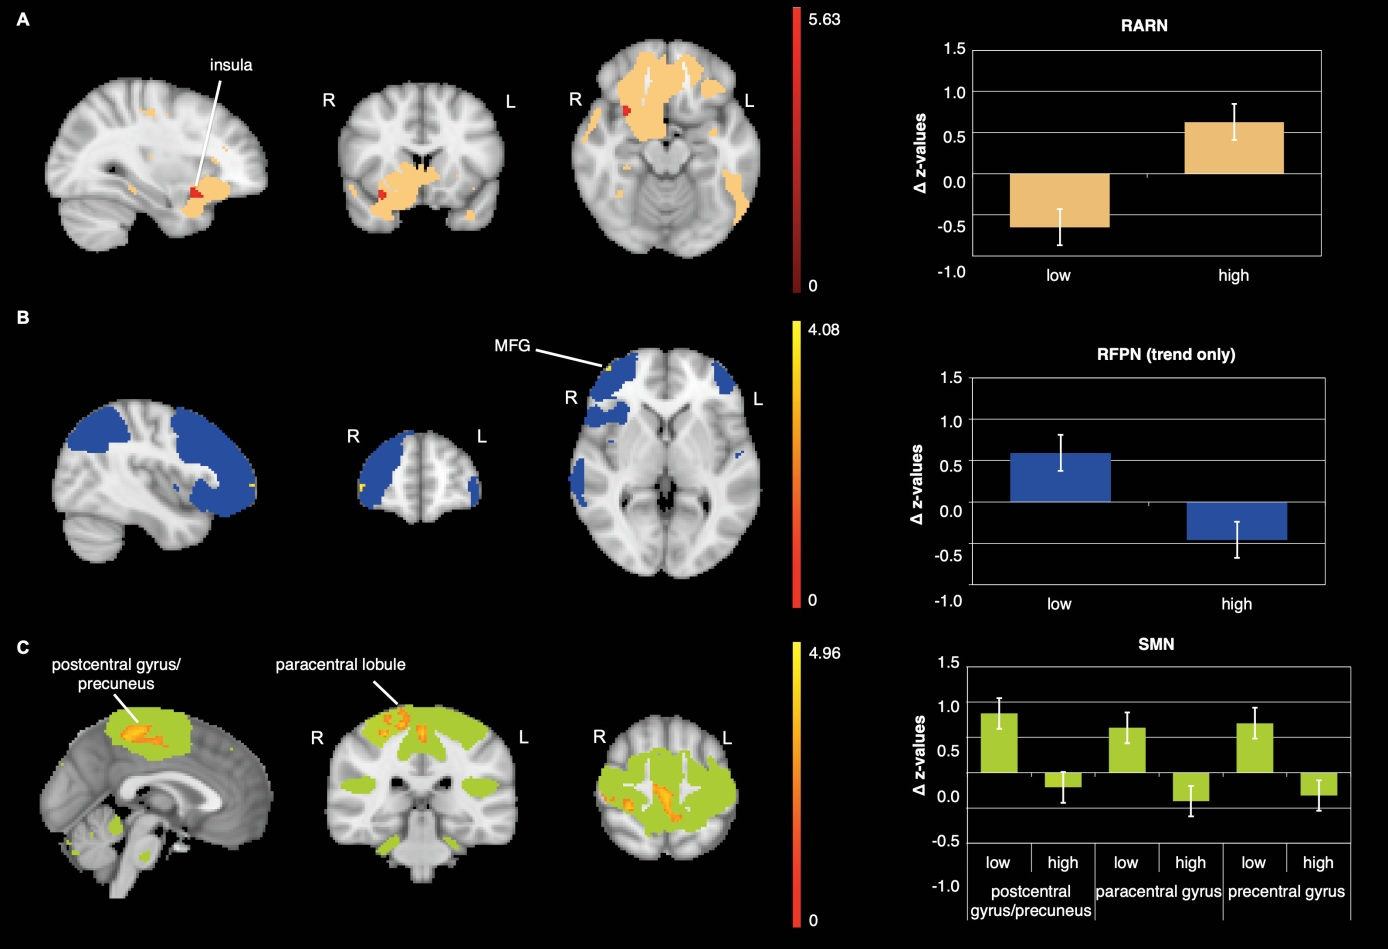 A
insula
R
L
R
L
5.63
0
RARN
Δ z-values
1.5
1.0
0.5
0.0
-0.5
-1.0
low
high
B
MFG
R
L
R
L
4.08
0
RFPN (trend only)
Δ z-values
1.5
1.0
0.5
0.0
-0.5
-1.0
low
high
C
postcentral gyrus/
precuneus
paracentral lobule
R
L
R
L
4.96
0
SMN
Δ z-values
1.5
1.0
0.5
0.0
-0.5
-1.0
low
high
low
high
low
high
postcentral
gyrus/precuneus
paracentral gyrus
precentral gyrus